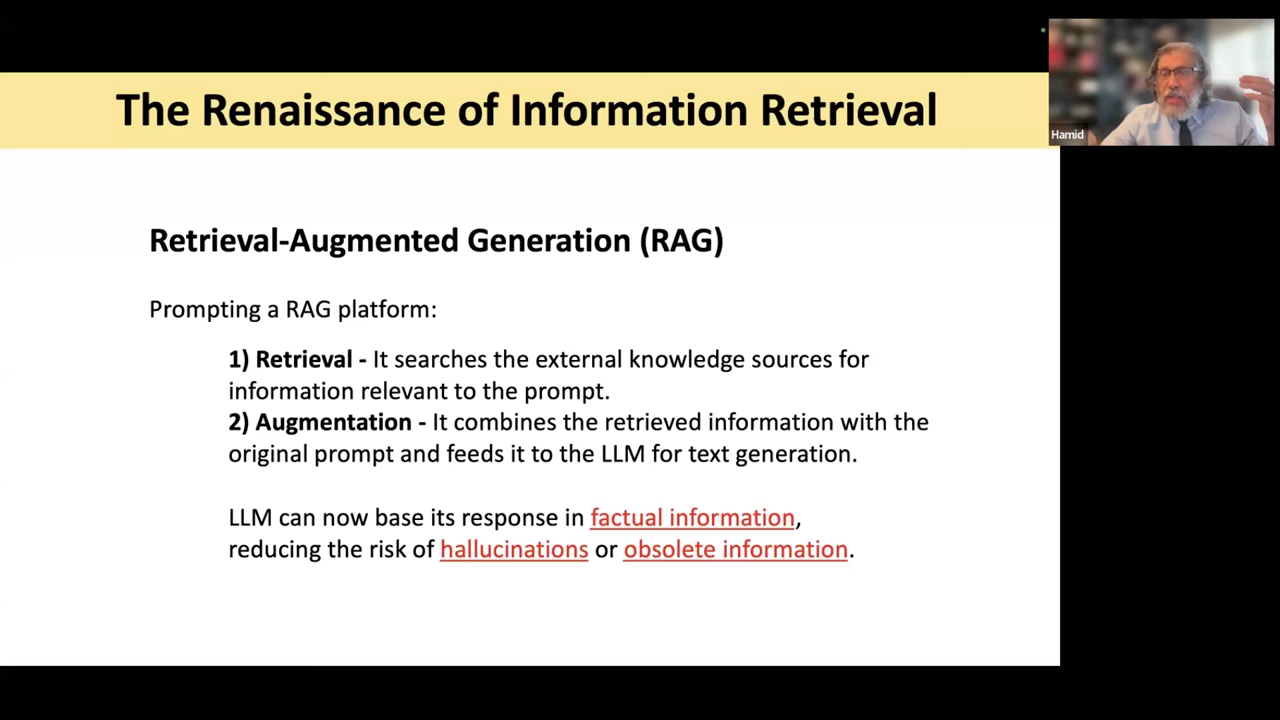 The Renaissance of Information Retrieval
Hamid
Retrieval-Augmented Generation (RAG)
Prompting a RAG platform:
1) Retrieval - It searches the external knowledge sources for
information relevant to the prompt.
2) Augmentation - It combines the retrieved information with the
original prompt and feeds it to the LLM for text generation.
LLM can now base its response in factual information,
reducing the risk of hallucinations or obsolete information.